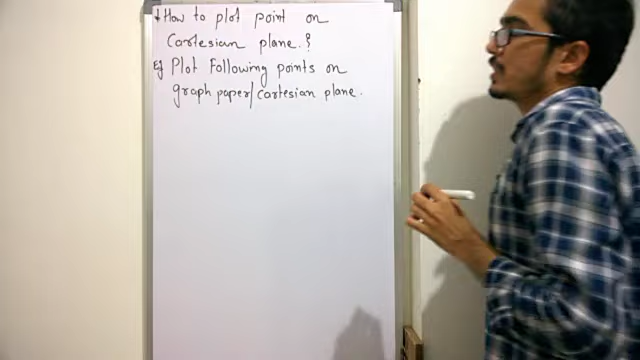 * How to plot point on
Cartesian plane.?
Eg Plot Following points on
graph paper/cartesian plane.